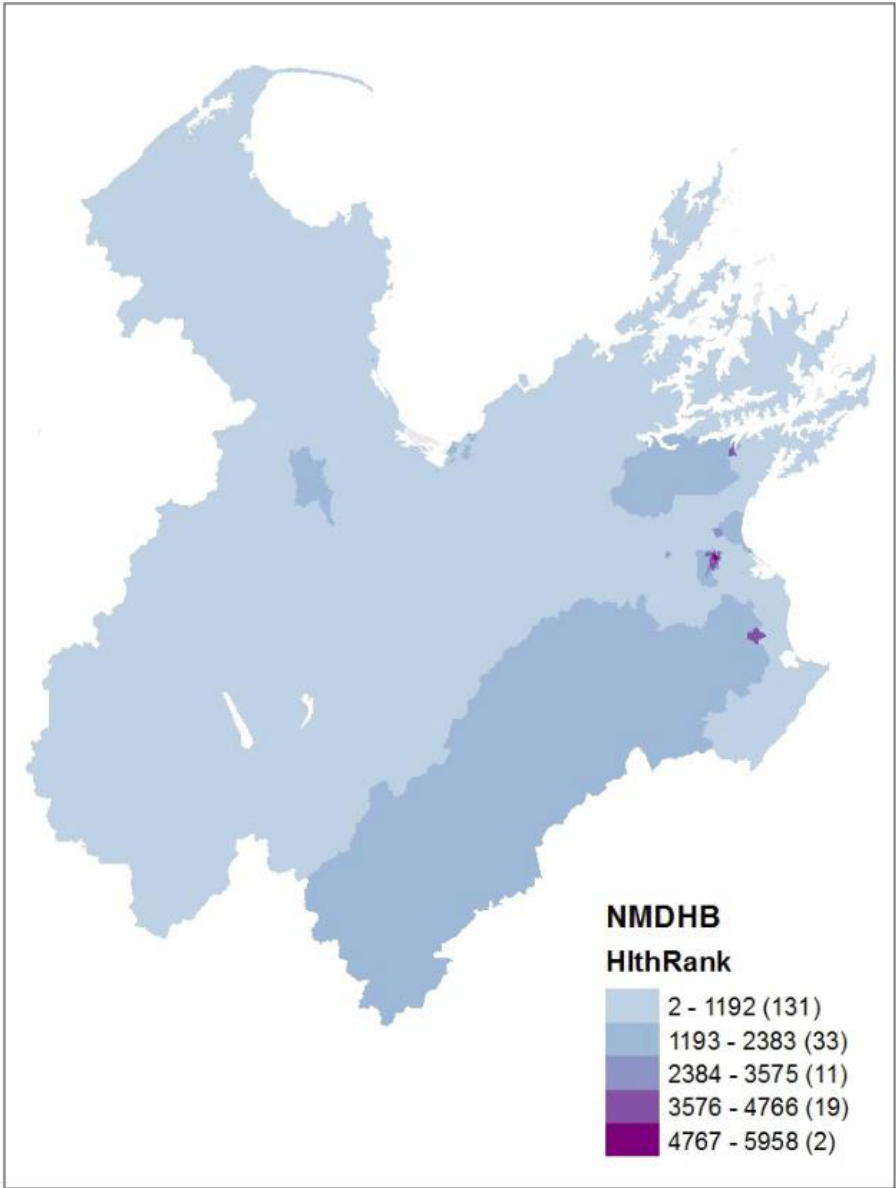 NMDHB
HlthRank
2 - 1192 (131)
1193 - 2383 (33)
2384 - 3575 (11)
3576 - 4766 (19)
4767 - 5958 (2)